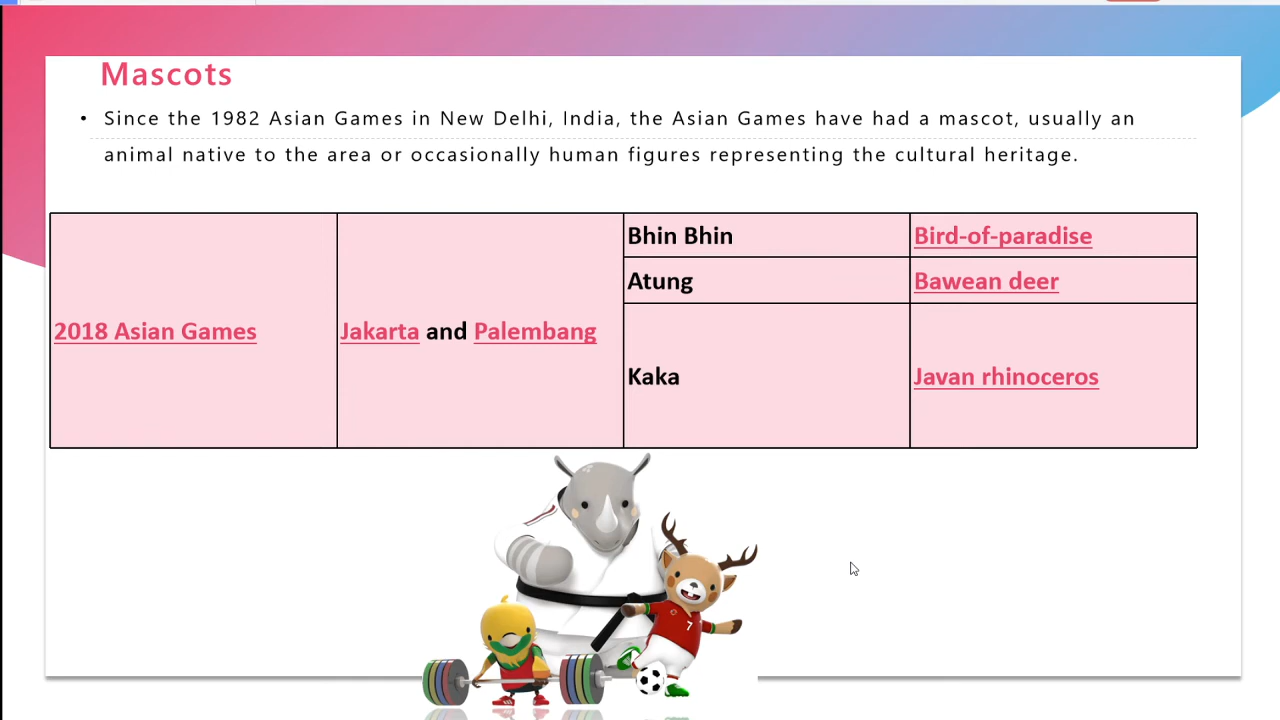 Mascots
• Since the 1982 Asian Games in New Delhi, India, the Asian Games have had a mascot, usually an
animal native to the area or occasionally human figures representing the cultural heritage.
Bhin Bhin Bird-of-paradise
Atung Bawean deer
2018 Asian Games Jakarta and Palembang
Kaka Javan rhinoceros
7